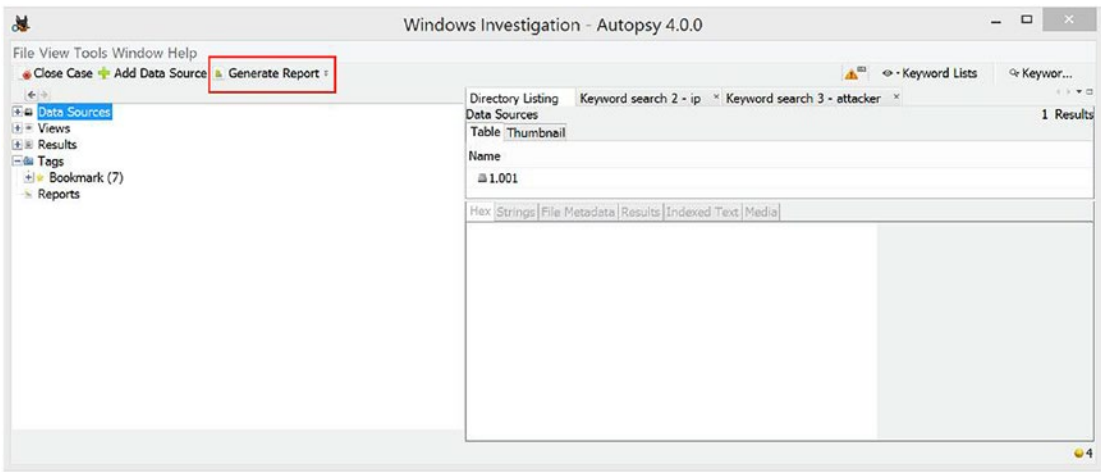 Windows Investigation - Autopsy 4.0.0
File View Tools Window Help
Close Case Add Data Source Generate Report Keyword Lists Keywor...
Data Sources
Views
Results
Tags
Bookmark (7)
Reports
Directory Listing Keyword search 2 - ip Keyword search 3 - attacker
Data Sources 1 Results
Table Thumbnail
Name
1.001
Hex Strings File Metadata Results Indexed Text Media
4